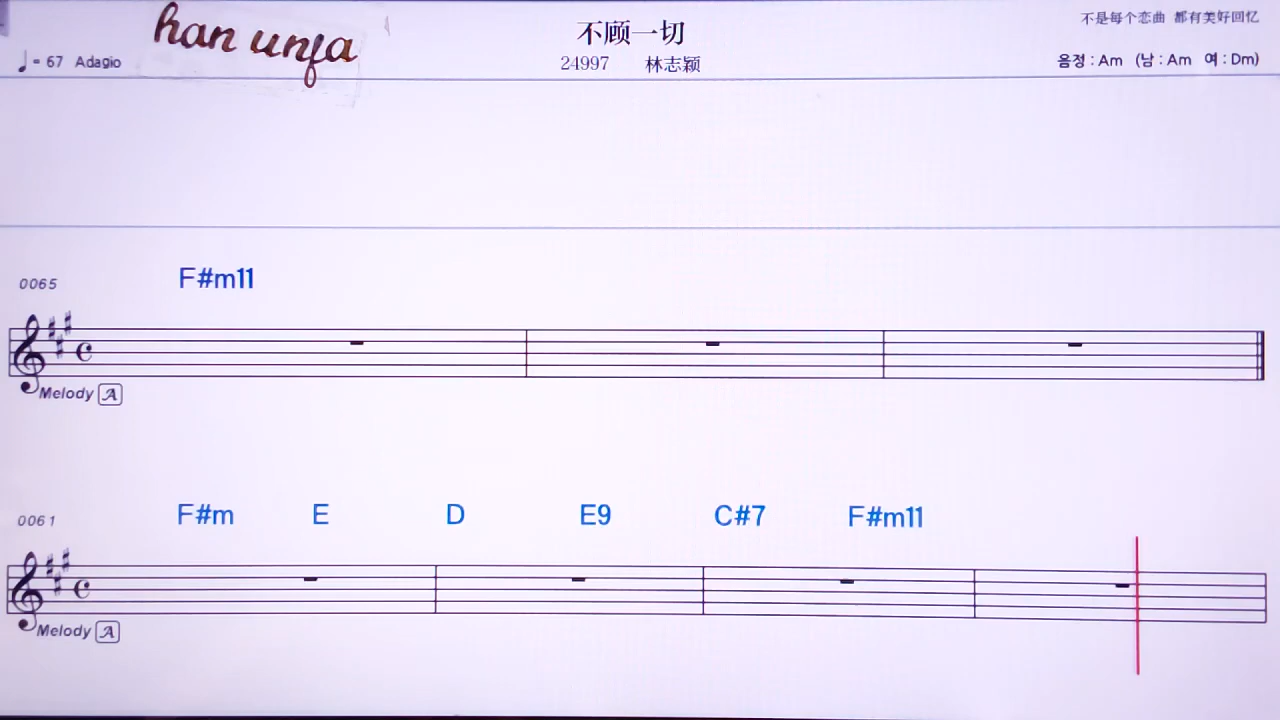 han unfa
不顾一切
不是每个恋曲 都有美好回忆
♩= 67 Adagio
24997 林志颖
음정 : Am (남 : Am 여 : Dm)
0065 F#m11
Melody A
0061 F#m E D E9 C#7 F#m11
Melody A